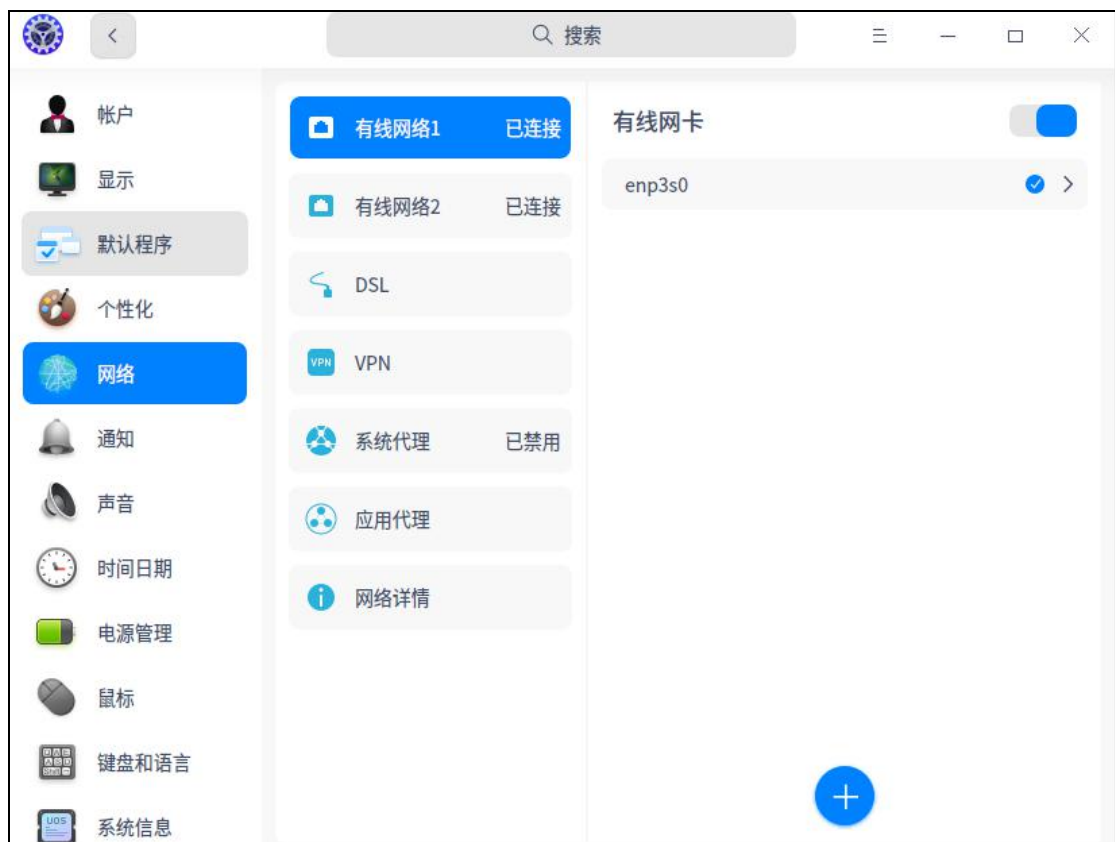 搜索
帐户
显示
默认程序
个性化
网络
通知
声音
时间日期
电源管理
鼠标
键盘和语言
UOS
系统信息
有线网络1 已连接
有线网络2 已连接
DSL
VPN VPN
系统代理 已禁用
应用代理
网络详情
有线网卡
enp3s0